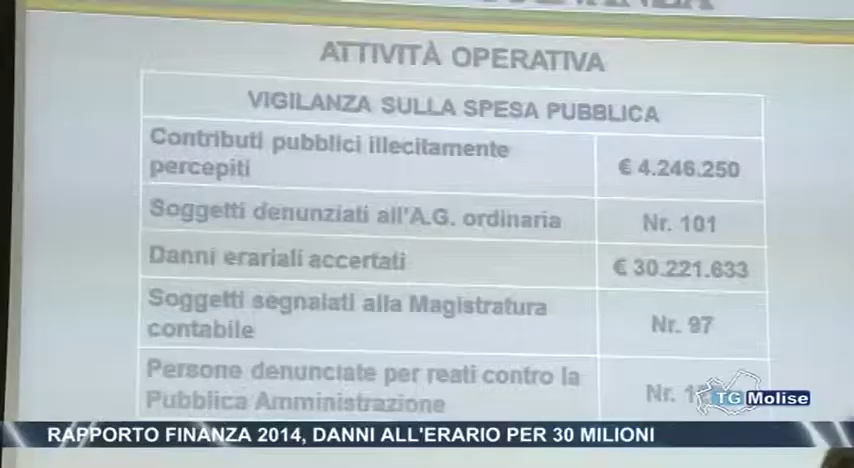 ATTIVITÀ OPERATIVA
VIGILANZA SULLA SPESA PUBBLICA
Contributi pubblici illecitamente
percepiti
€ 4.246.250
Soggetti denunziati all'A.G. ordinaria
Nr. 101
Danni erariali accertati
€ 30.221.633
Soggetti segnalati alla Magistratura
contabile
Nr. 97
Persone denunciate per reati contro la
Pubblica Amministrazione
Nr.
TG Molise
RAPPORTO FINANZA 2014, DANNI ALL'ERARIO PER 30 MILIONI